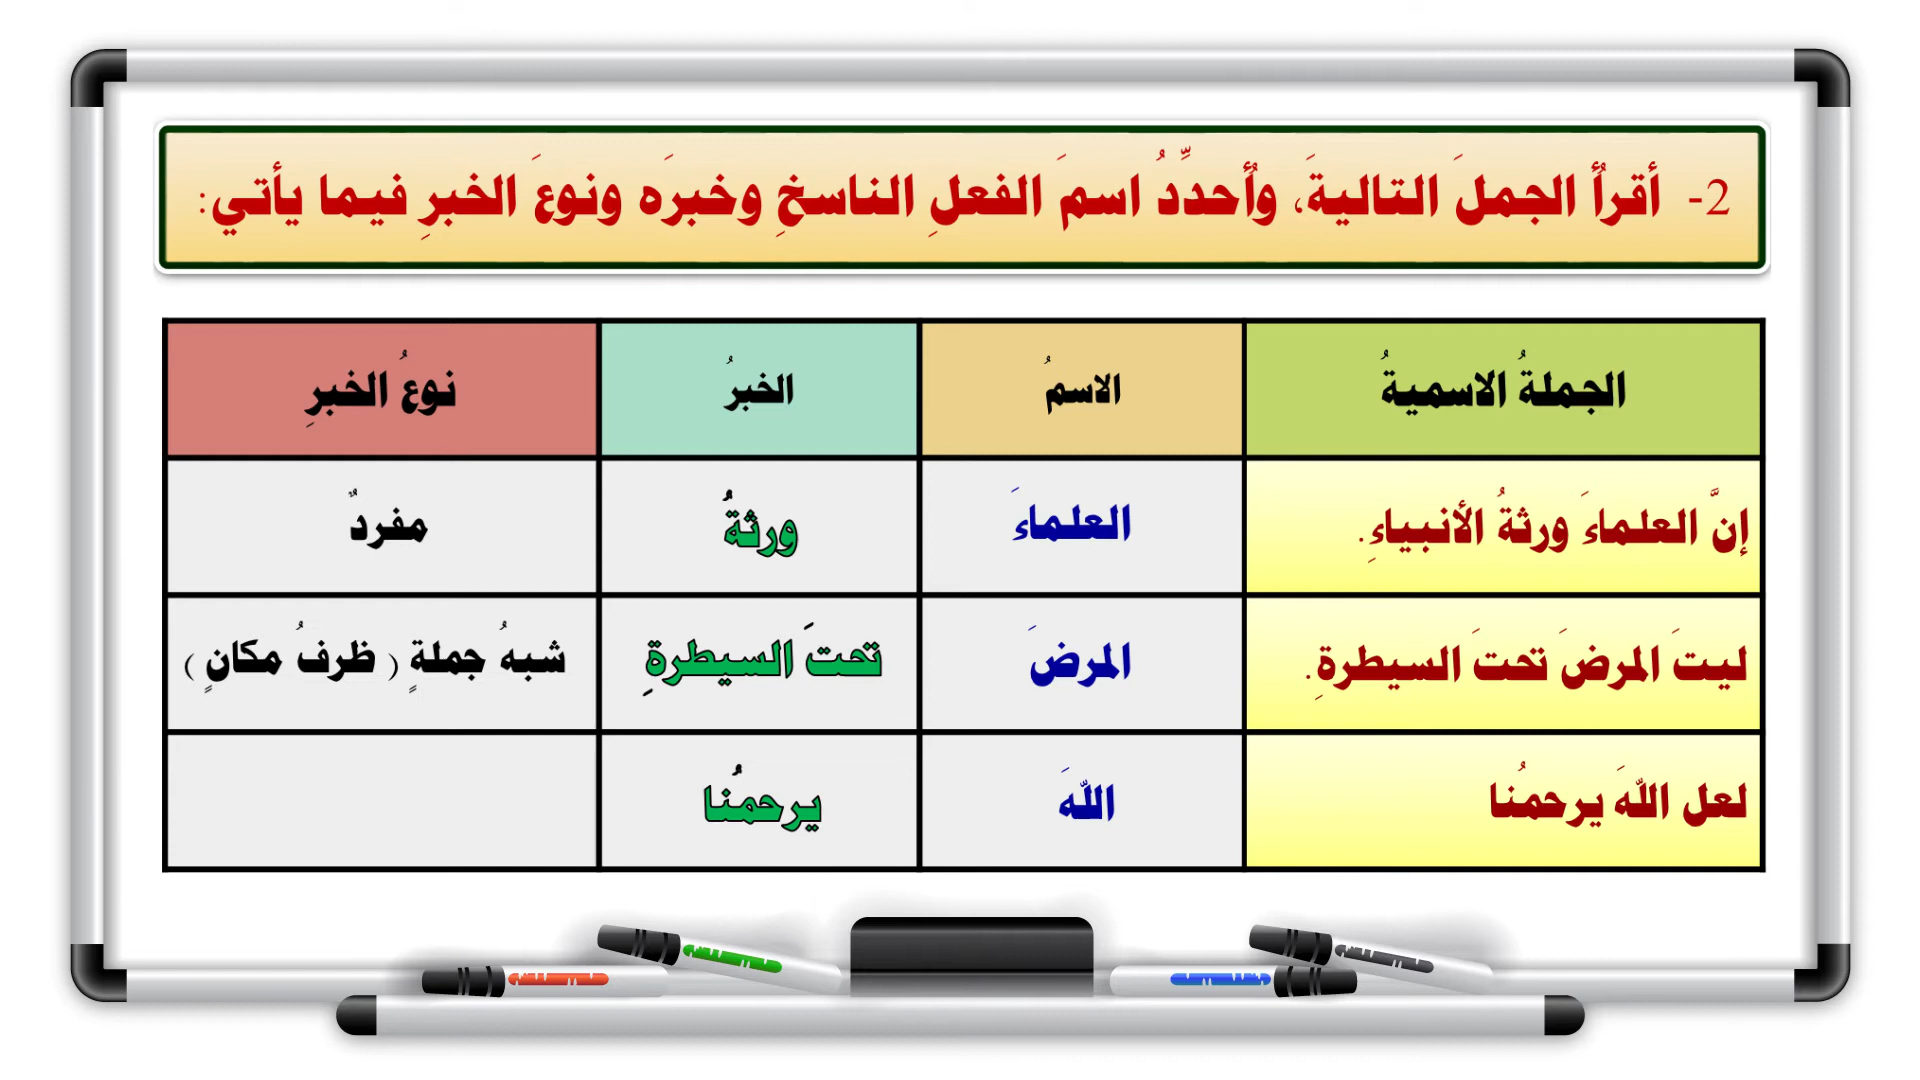 2- أقرأُ الجملَ التاليةَ، وأُحدِّدُ اسمَ الفعلِ الناسخِ وخبرَه ونوعَ الخبرِ فيما يأتي:
الجملةُ الاسميةُ الاسمُ الخبرُ نوعُ الخبرِ
إنَّ العلماءَ ورثةُ الأنبياءِ. العلماءَ ورثةُ مفردٌ
ليتَ المرضَ تحتَ السيطرةِ. المرضَ تحتَ السيطرةِ شبهُ جملةٍ ( ظرفُ مكانٍ )
لعل اللّهَ يرحمُنا اللّهَ يرحمُنا